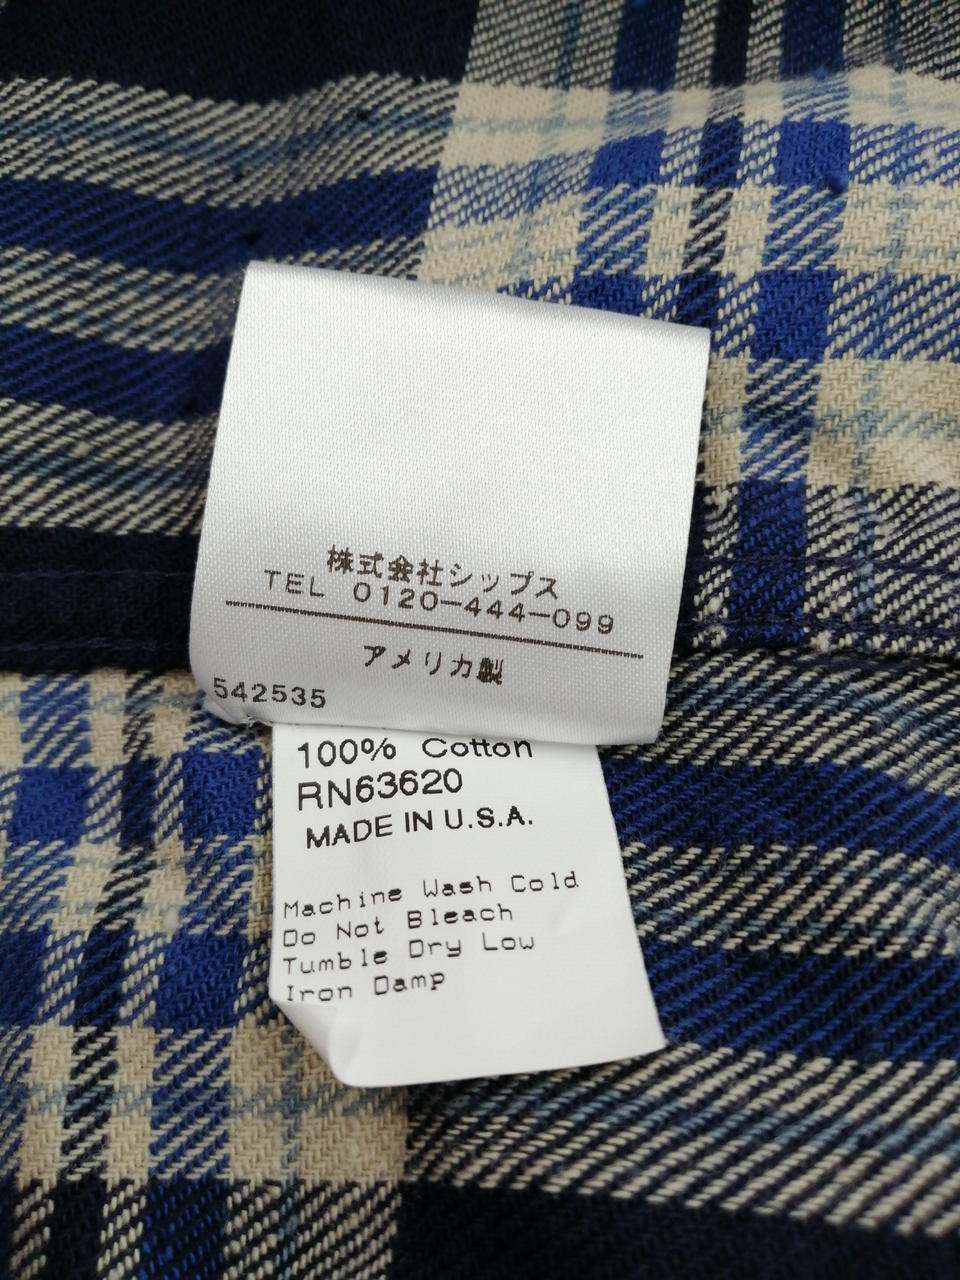 株式会社シップス
TEL 0120-444-099
アメリカ製
542535
100% Cotton
RN63620
MADE IN U.S.A.
Machine Wash Cold
Do Not Bleach
Tumble Dry Low
Iron Damp